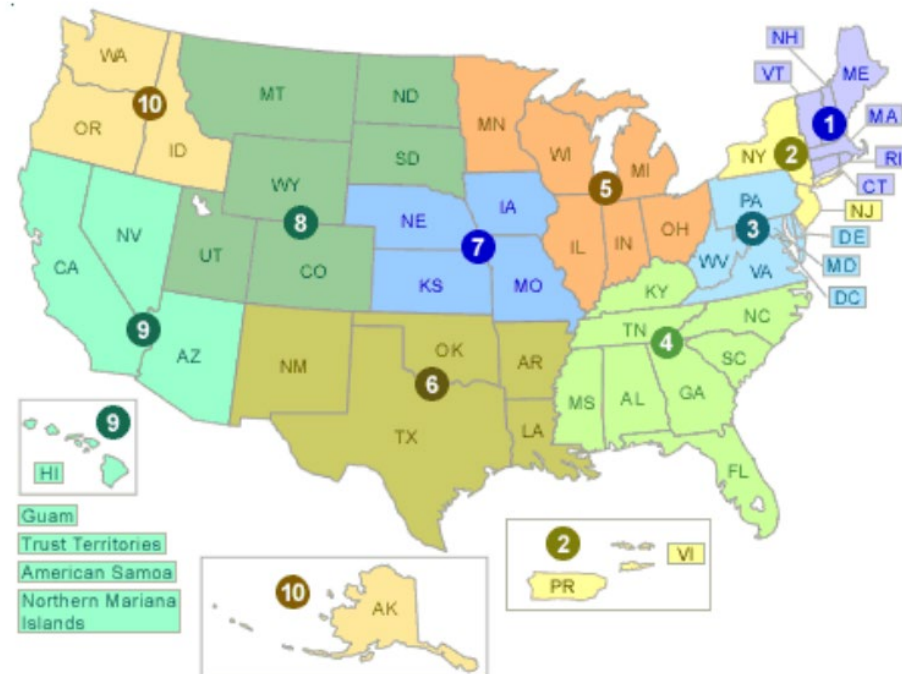 NH
VT
ME
WA
MT
ND
MN
10
1
MA
OR
ID
WI
MI
NY
2
RI
SD
CT
WY
5
PA
NJ
8
NE
IA
3
DE
NV
7
IL
IN
OH
WV
VA
MD
CA
UT
CO
KS
MO
KY
DC
9
TN
NC
4
SC
AZ
NM
OK
AR
6
MS
AL
GA
TX
LA
FL
9
HI
Guam
Trust Territories
American Samoa
Northern Mariana
Islands
10
AK
2
VI
PR